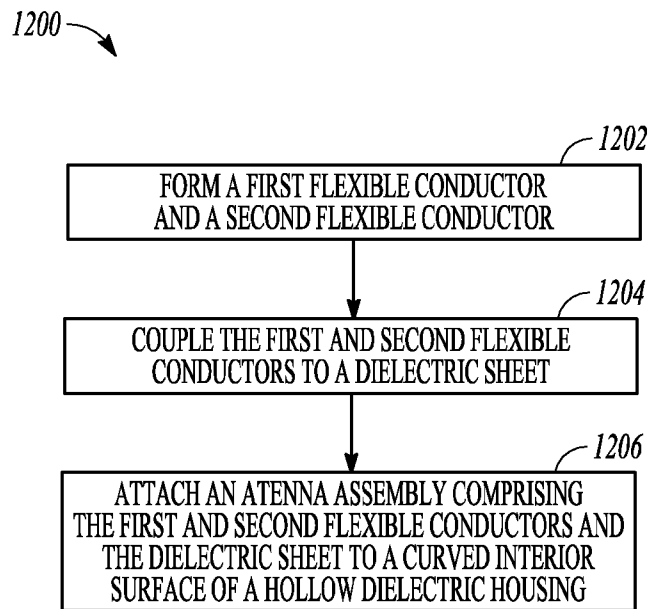 1200
1202
FORM A FIRST FLEXIBLE CONDUCTOR
AND A SECOND FLEXIBLE CONDUCTOR
1204
COUPLE THE FIRST AND SECOND FLEXIBLE
CONDUCTORS TO A DIELECTRIC SHEET
1206
ATTACH AN ATENNA ASSEMBLY COMPRISING
THE FIRST AND SECOND FLEXIBLE CONDUCTORS AND
THE DIELECTRIC SHEET TO A CURVED INTERIOR
SURFACE OF A HOLLOW DIELECTRIC HOUSING